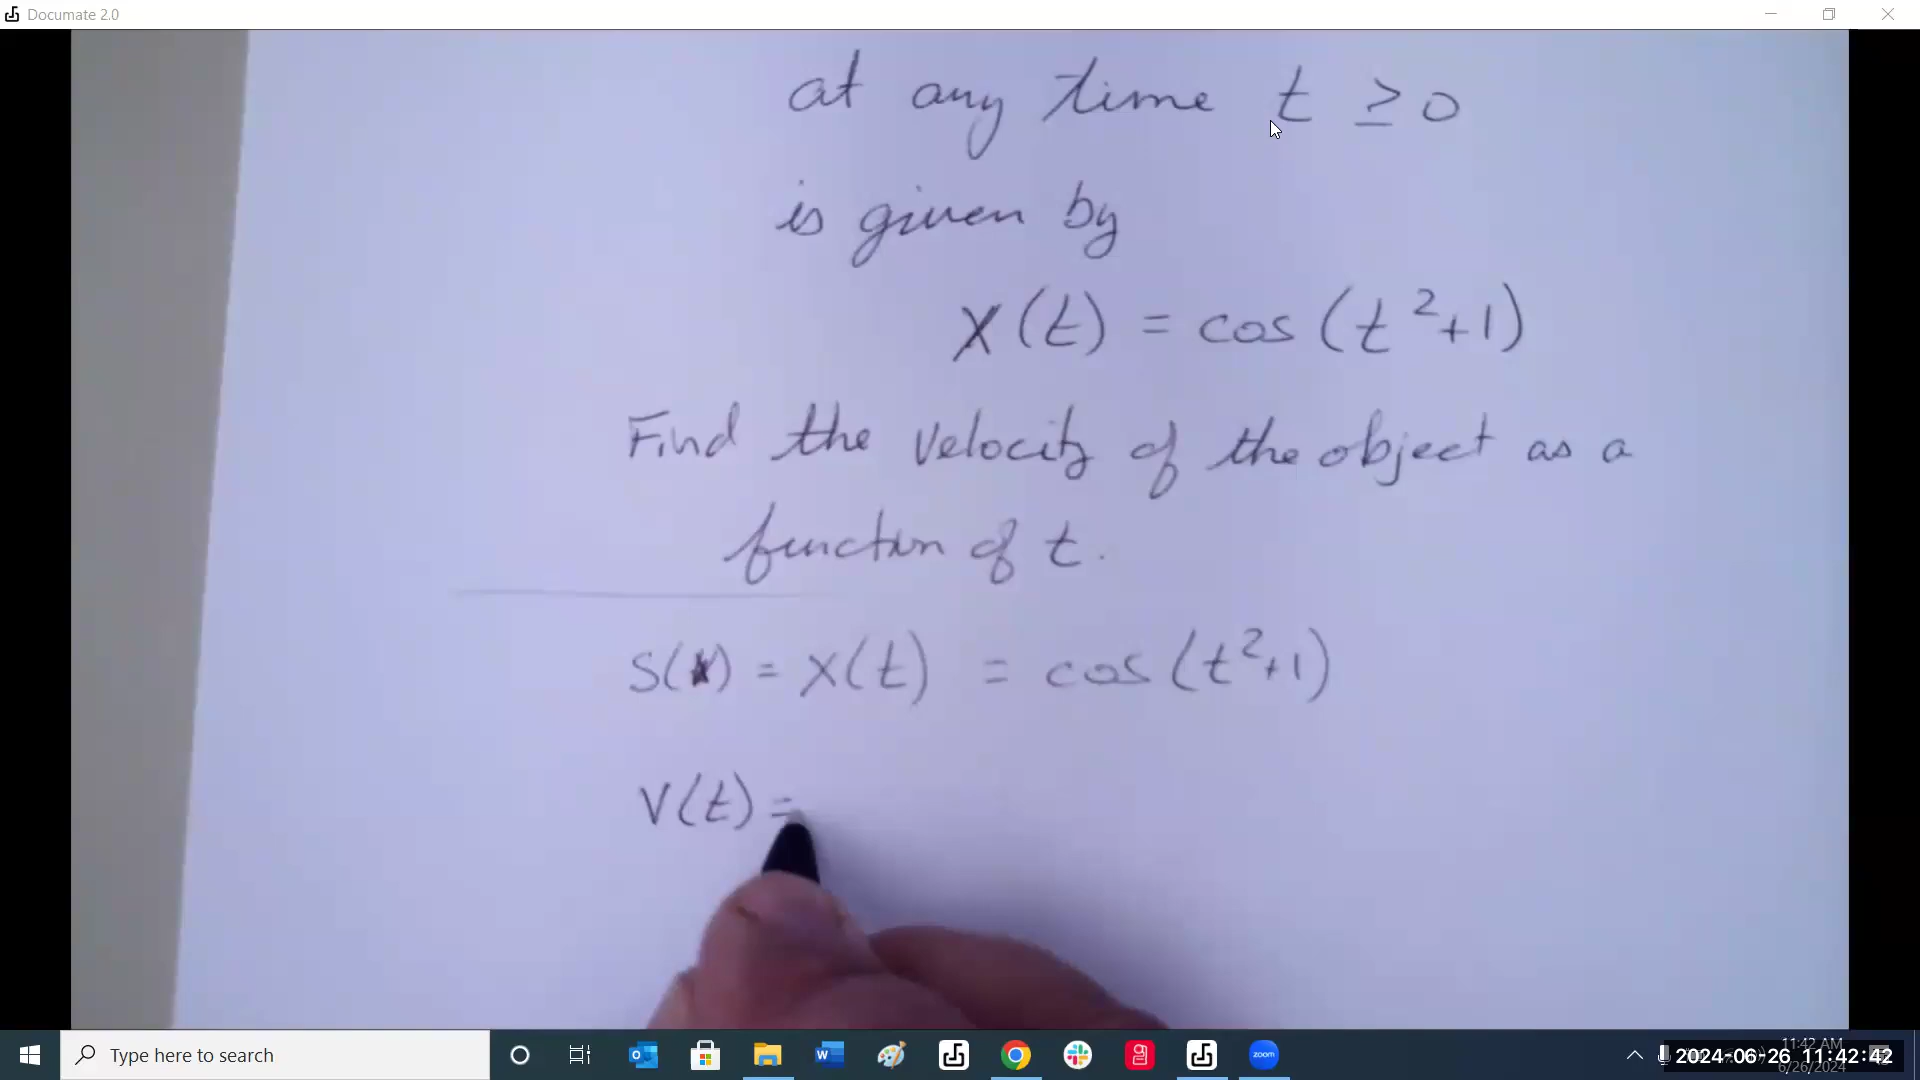 Documate 2.0
at any time t ≥ 0
is given by
X(t) = cos(t²+1)
Find the velocity of the object as a
function of t.
S(t) = X(t) = cos(t²+1)
V(t) =
Type here to search
zoom
11:42 AM
2024-06-26 11:42:42
6/26/2024